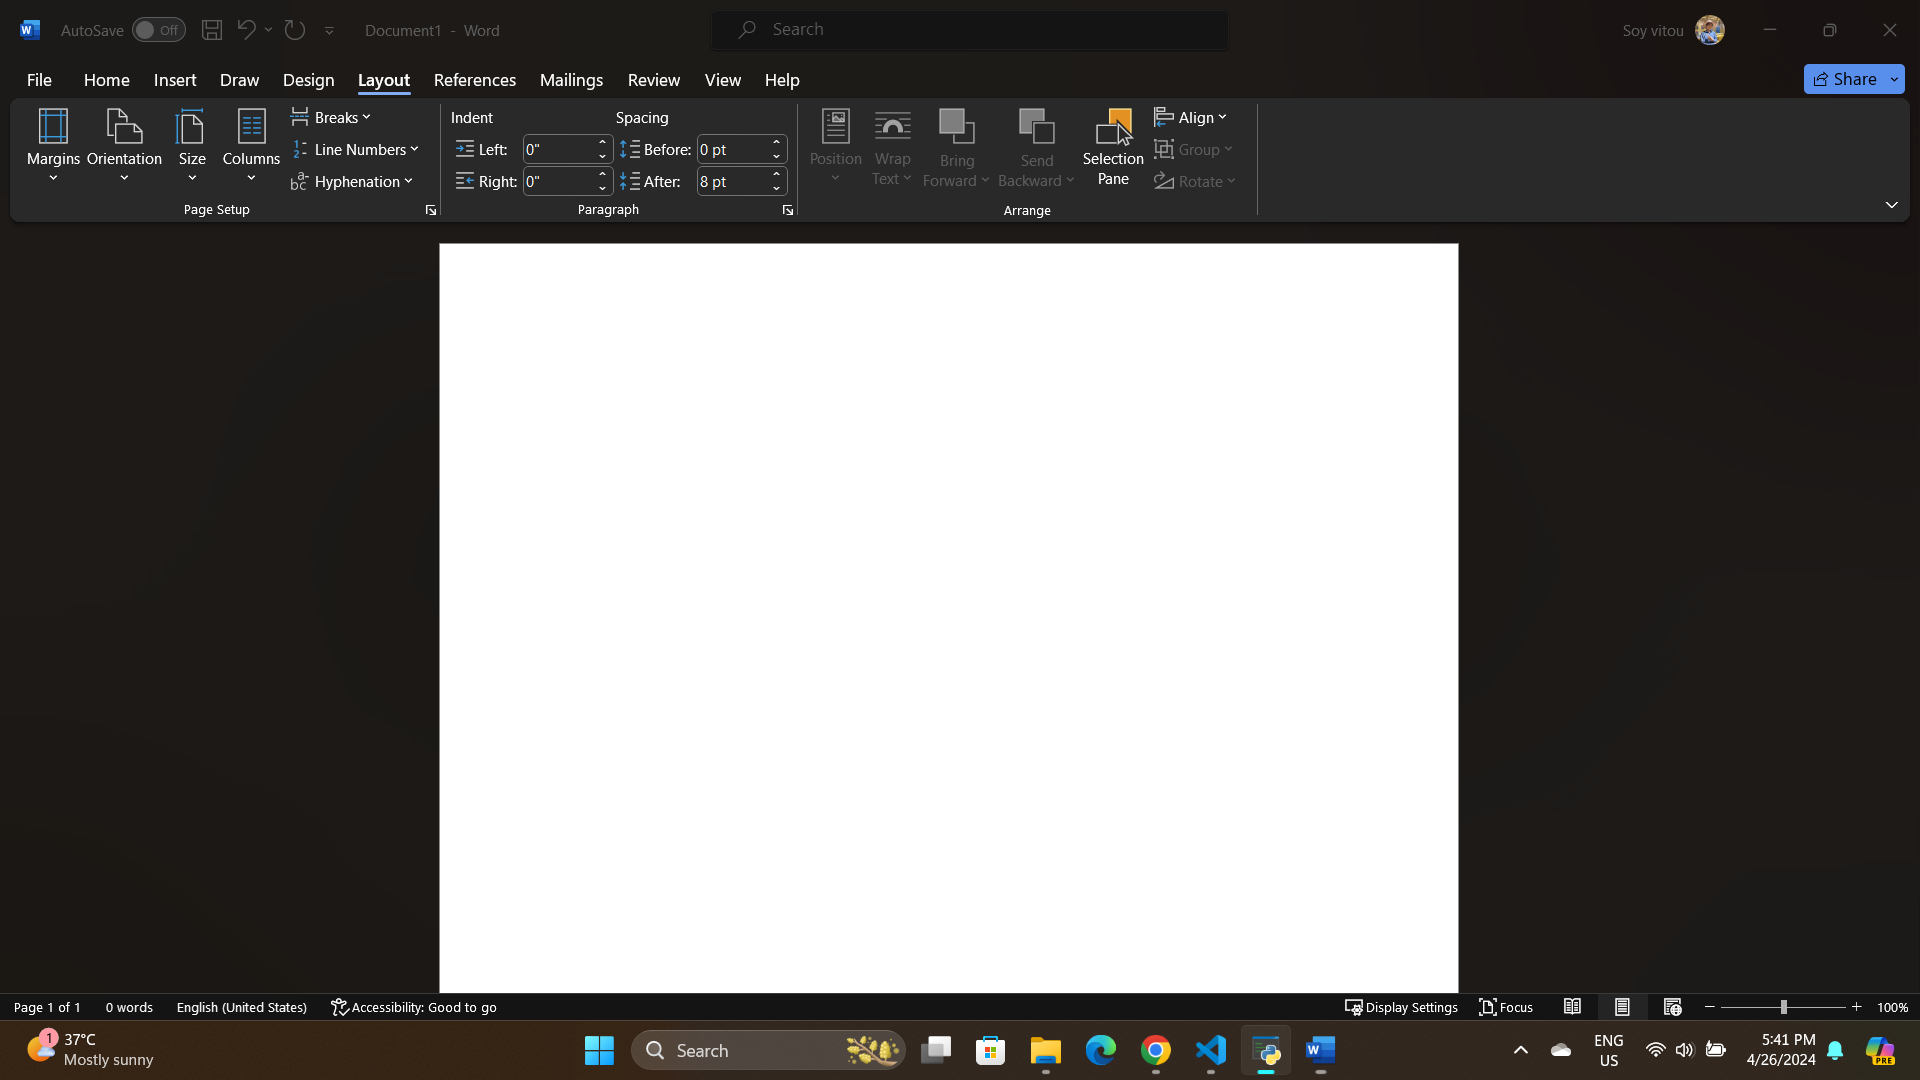 AutoSave Off Document1 - Word Search Soy vitou
File Home Insert Draw Design Layout References Mailings Review View Help Share
Margins Orientation Size Columns Breaks Line Numbers Hyphenation
Page Setup
Indent Spacing
Left: 0" Before: 0 pt
Right: 0" After: 8 pt
Paragraph
Position Wrap Text Bring Forward Send Backward Selection Pane Align Group Rotate
Arrange
Page 1 of 1 0 words English (United States) Accessibility: Good to go Display Settings Focus 100%
1 37°C
Mostly sunny
Search
ENG
US
5:41 PM
4/26/2024
PRE